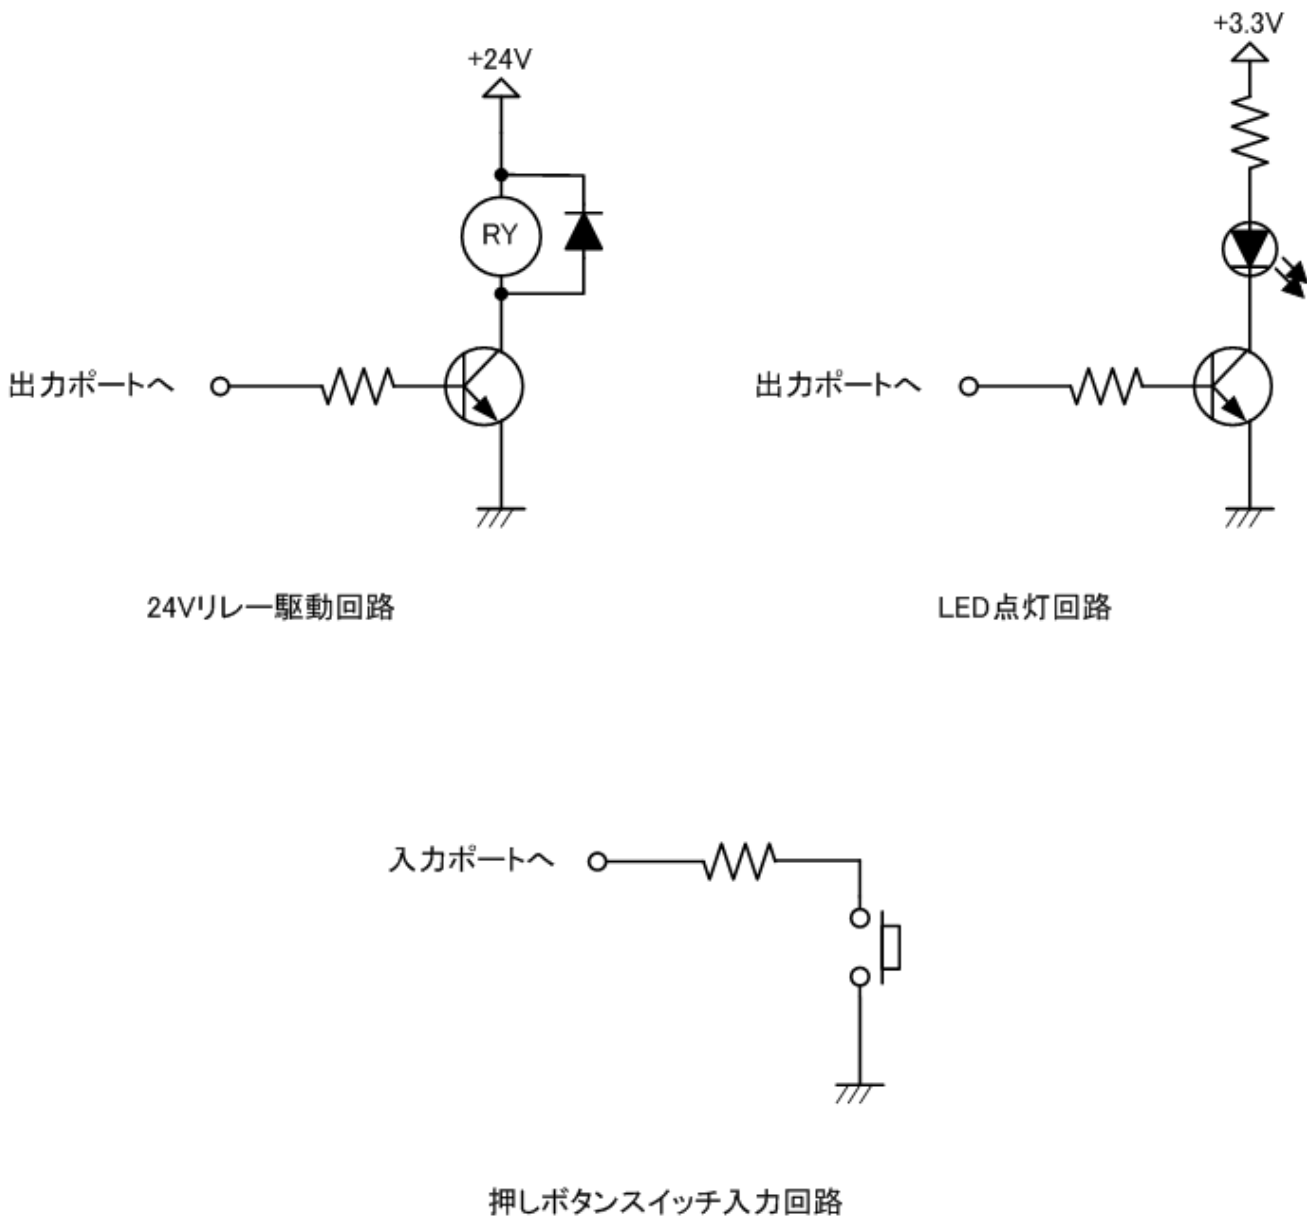 +3.3V
+24V
RY
出力ポートへ
出力ポートへ
24Vリレー駆動回路
LED点灯回路
入力ポートへ
押しボタンスイッチ入力回路